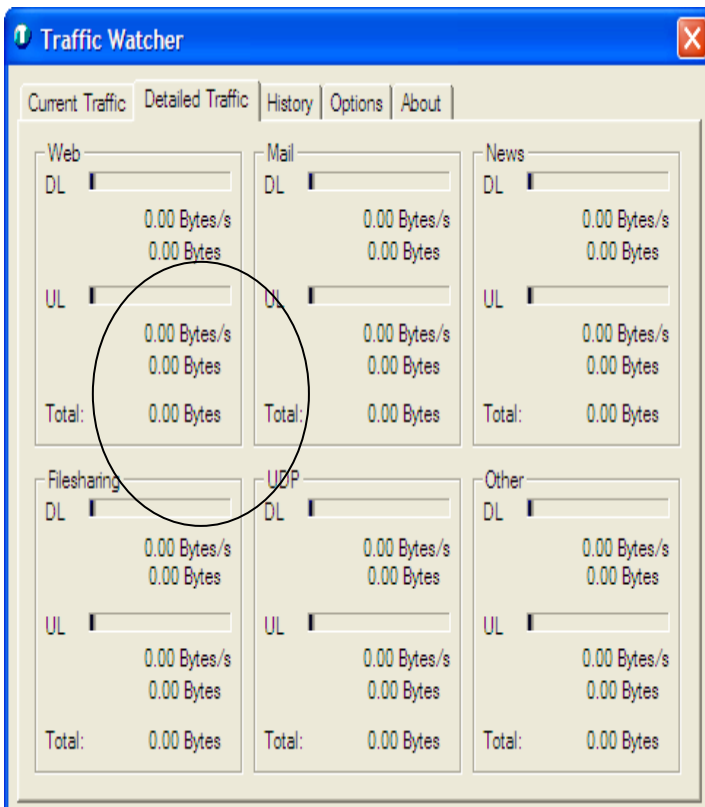 Traffic Watcher
Current Traffic Detailed Traffic History Options About
Web
DL
0.00 Bytes/s
0.00 Bytes
UL
0.00 Bytes/s
0.00 Bytes
Total: 0.00 Bytes
Mail
DL
0.00 Bytes/s
0.00 Bytes
UL
0.00 Bytes/s
0.00 Bytes
Total: 0.00 Bytes
News
DL
0.00 Bytes/s
0.00 Bytes
UL
0.00 Bytes/s
0.00 Bytes
Total: 0.00 Bytes
Filesharing
DL
0.00 Bytes/s
0.00 Bytes
UL
0.00 Bytes/s
0.00 Bytes
Total: 0.00 Bytes
UDP
DL
0.00 Bytes/s
0.00 Bytes
UL
0.00 Bytes/s
0.00 Bytes
Total: 0.00 Bytes
Other
DL
0.00 Bytes/s
0.00 Bytes
UL
0.00 Bytes/s
0.00 Bytes
Total: 0.00 Bytes